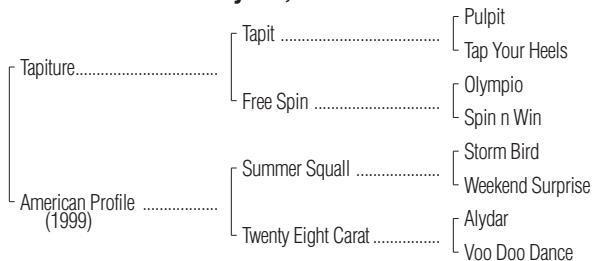 Pulpit
Tapit ..............................
Tap Your Heels
Tapiture...........................
Olympio
Free Spin ........................
Spin n Win
Storm Bird
Summer Squall ................
Weekend Surprise
American Profile ..............
(1999)
Alydar
Twenty Eight Carat.............
Voo Doo Dance